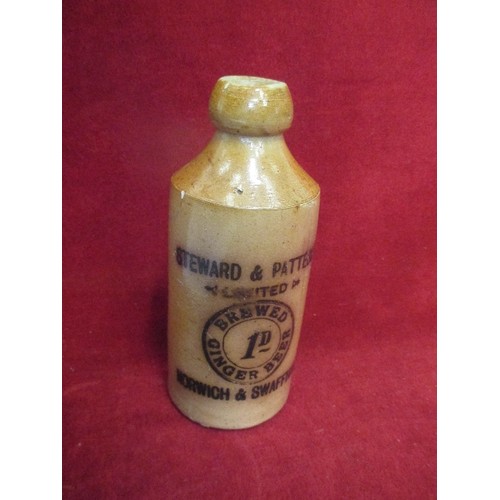 STEWARD & PATTE
LIMITED
BREWED
1D
GINGER BEER
NORWICH & SWAFF